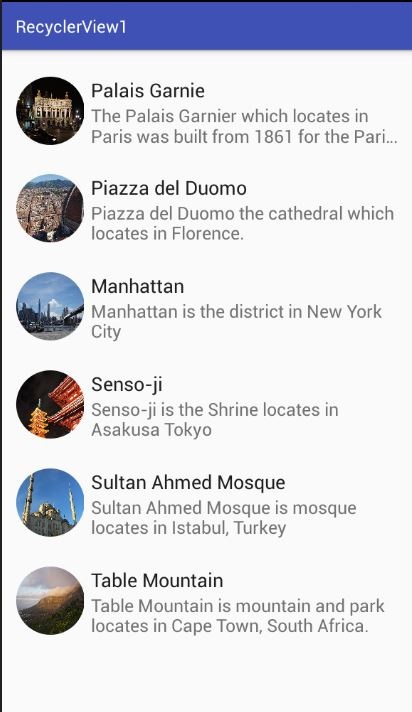 RecyclerView1
Palais Garnie
The Palais Garnier which locates in
Paris was built from 1861 for the Pari...
Piazza del Duomo
Piazza del Duomo the cathedral which
locates in Florence.
Manhattan
Manhattan is the district in New York
City
Senso-ji
Senso-ji is the Shrine locates in
Asakusa Tokyo
Sultan Ahmed Mosque
Sultan Ahmed Mosque is mosque
locates in Istabul, Turkey
Table Mountain
Table Mountain is mountain and park
locates in Cape Town, South Africa.